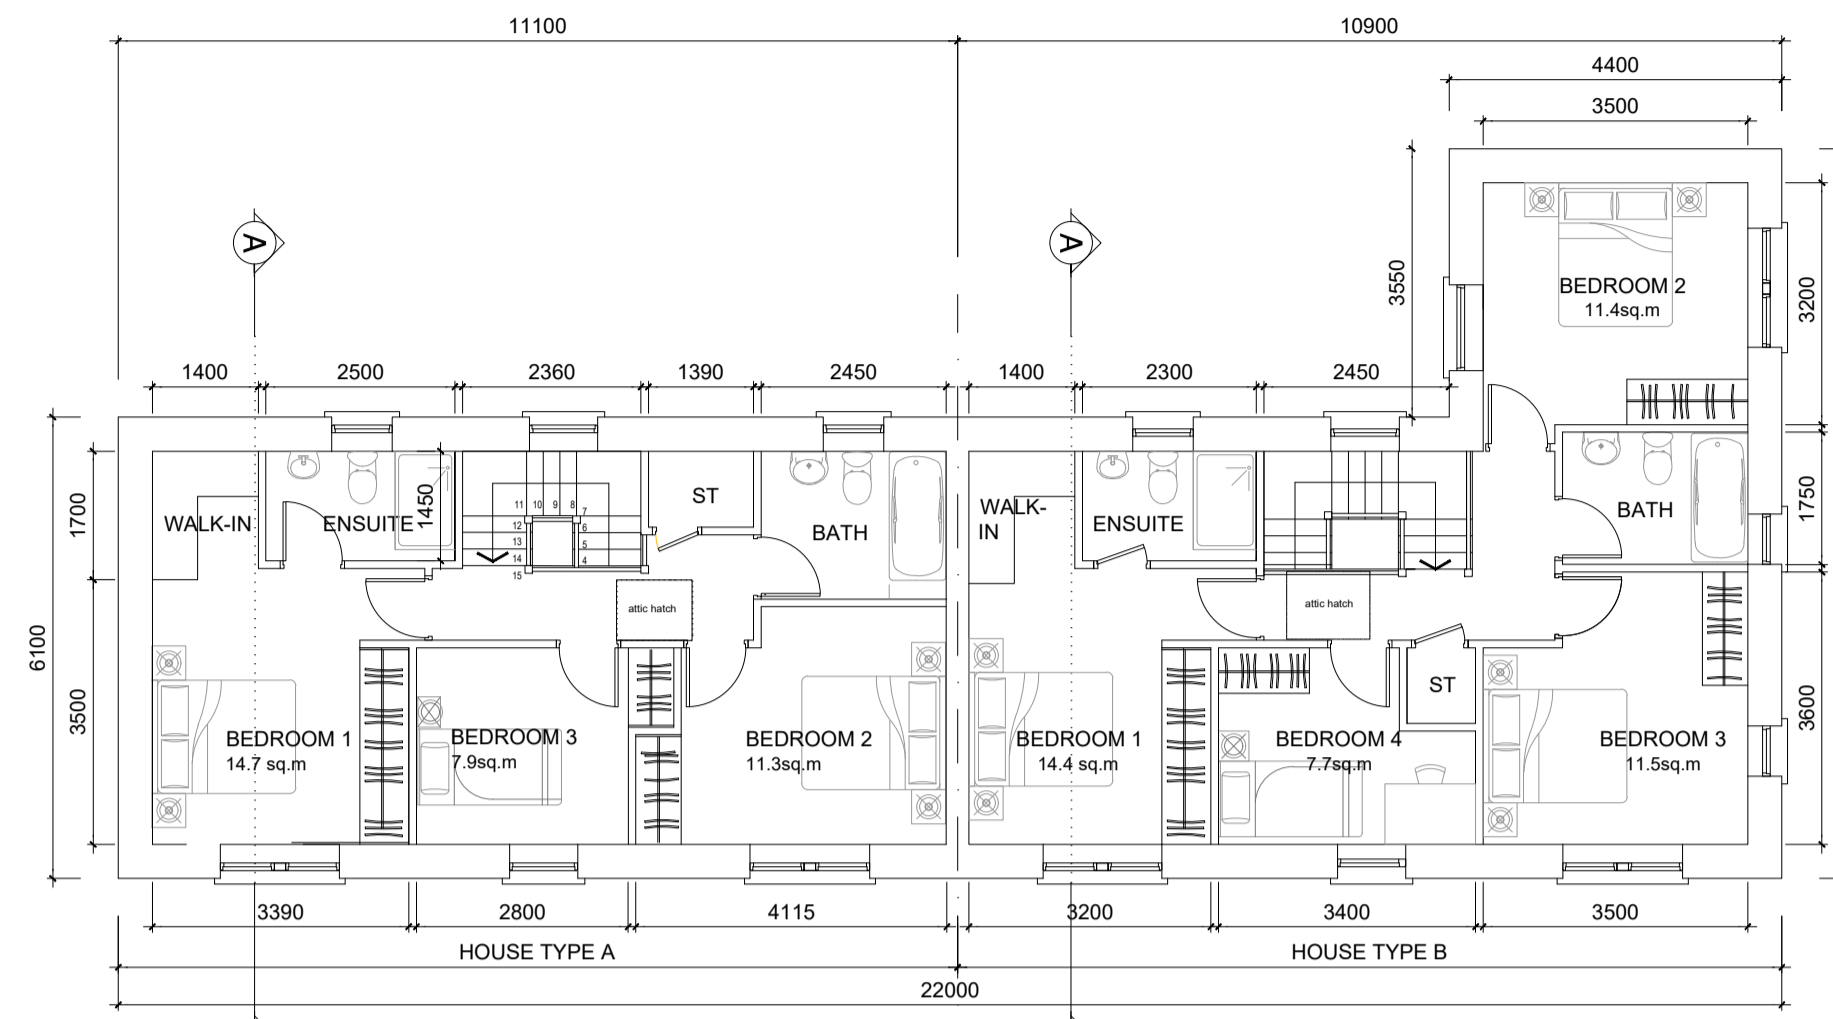 11100
10900
4400
3500
A
A
3550
BEDROOM 2
11.4sq.m
3200
1400
2500
2360
1390
2450
1400
2300
2450
1700
WALK-IN
ENSUITE
1450
11
10
9
8
7
12
6
13
5
14
4
15
ST
BATH
WALK-
IN
ENSUITE
BATH
1750
attic hatch
attic hatch
6100
3500
BEDROOM 1
14.7 sq.m
BEDROOM 3
7.9sq.m
BEDROOM 2
11.3sq.m
BEDROOM 1
14.4 sq.m
BEDROOM 4
7.7sq.m
ST
BEDROOM 3
11.5sq.m
3600
3390
2800
4115
3200
3400
3500
HOUSE TYPE A
HOUSE TYPE B
22000